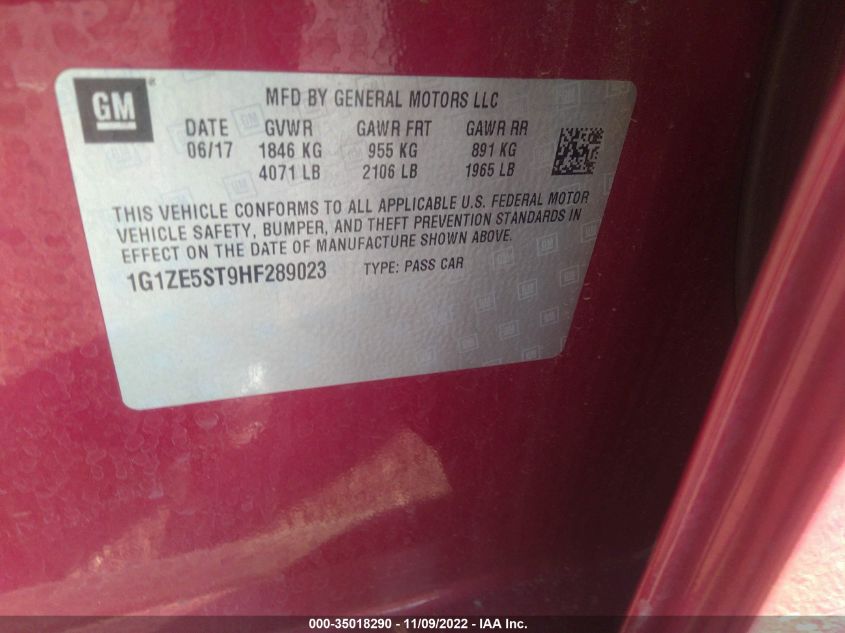 GM
MFD BY GENERAL MOTORS LLC
DATE GVWR GAWR FRT GAWR RR
06/17 1846 KG 955 KG 891 KG
4071 LB 2106 LB 1965 LB
THIS VEHICLE CONFORMS TO ALL APPLICABLE U.S. FEDERAL MOTOR
VEHICLE SAFETY, BUMPER, AND THEFT PREVENTION STANDARDS IN
EFFECT ON THE DATE OF MANUFACTURE SHOWN ABOVE.
1G1ZE5ST9HF289023 TYPE: PASS CAR
000-35018290 - 11/09/2022 - IAA Inc.